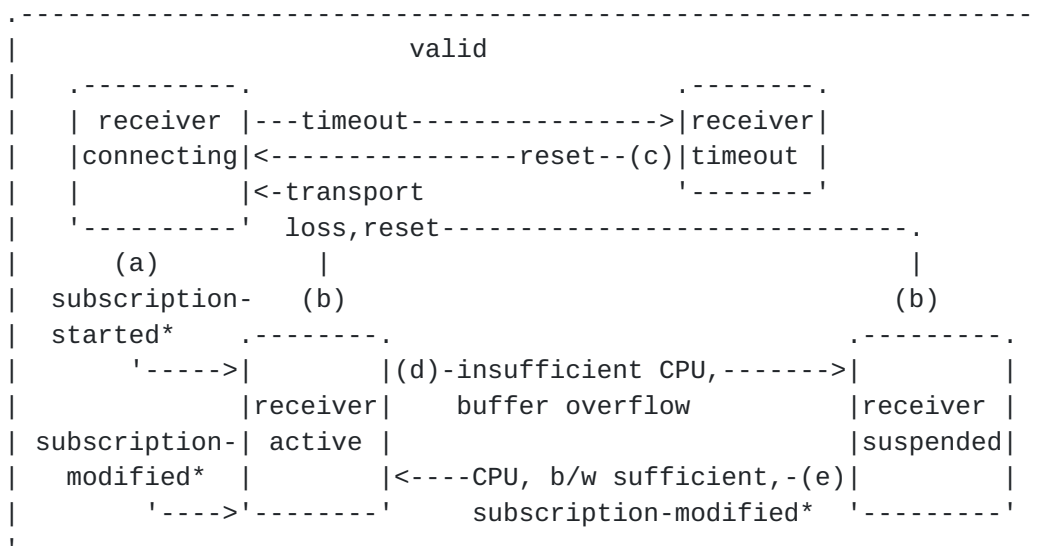 .-----------------------------------------------------------------
|                         valid
|   .----------.                           .--------.
|   | receiver |---timeout---------------->|receiver|
|   |connecting|<----------------reset--(c)|timeout |
|   |          |<-transport                '--------'
|   '----------'  loss,reset------------------------------.
|      (a)          |                                     |
|  subscription-   (b)                                   (b)
|  started*    .--------.                             .---------.
|       '----->|        |(d)-insufficient CPU,------->|         |
|              |receiver|    buffer overflow          |receiver |
| subscription-| active |                             |suspended|
|   modified*  |        |<----CPU, b/w sufficient,-(e)|         |
|        '---->'--------'     subscription-modified*  '---------'
'